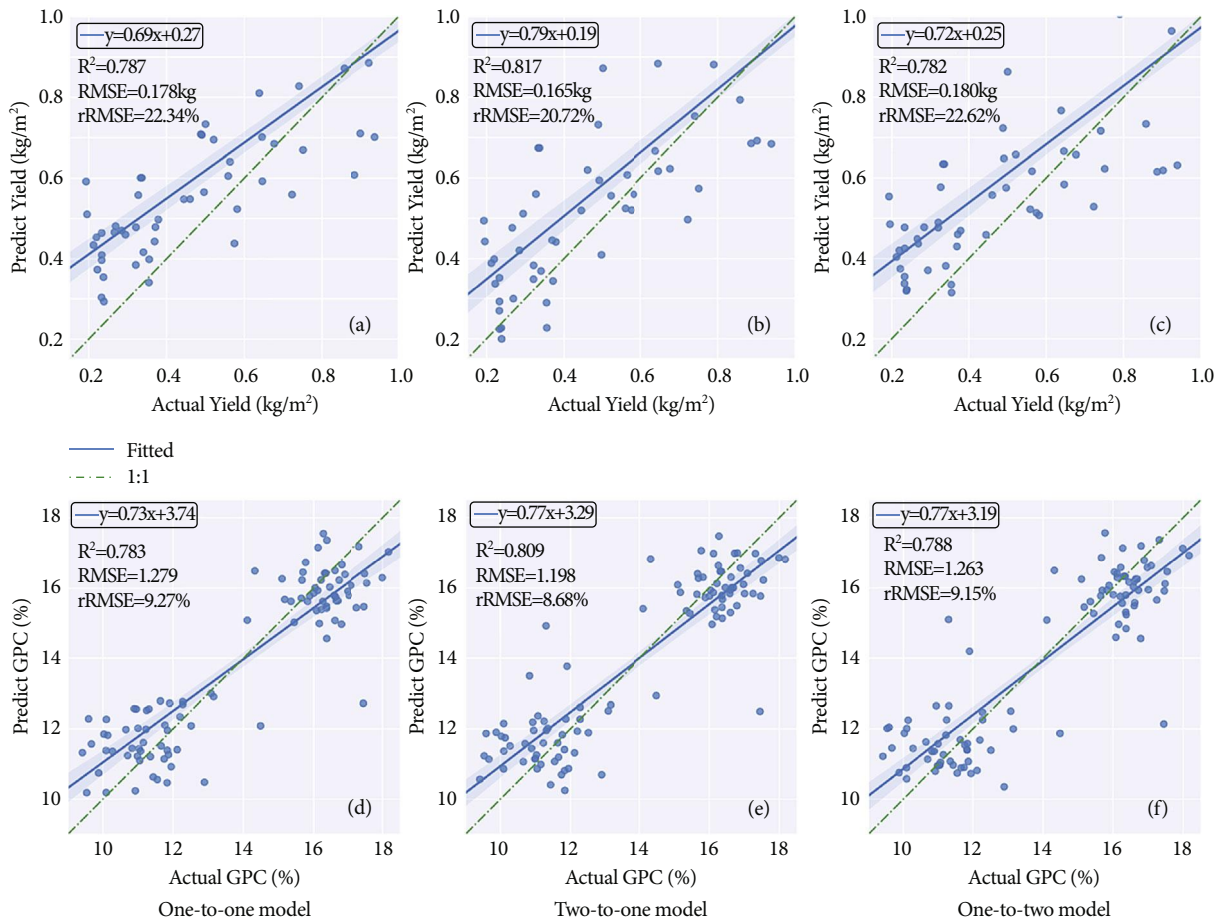 1.0
0.8
0.6
0.4
0.2
Predict Yield (kg/m²)
y=0.69x+0.27
R²=0.787
RMSE=0.178kg
rRMSE=22.34%
(a)
0.2 0.4 0.6 0.8 1.0
Actual Yield (kg/m²)
1.0
0.8
0.6
0.4
0.2
Predict Yield (kg/m²)
y=0.79x+0.19
R²=0.817
RMSE=0.165kg
rRMSE=20.72%
(b)
0.2 0.4 0.6 0.8 1.0
Actual Yield (kg/m²)
1.0
0.8
0.6
0.4
0.2
Predict Yield (kg/m²)
y=0.72x+0.25
R²=0.782
RMSE=0.180kg
rRMSE=22.62%
(c)
0.2 0.4 0.6 0.8 1.0
Actual Yield (kg/m²)
Fitted
1:1
18
16
14
12
10
Predict GPC (%)
y=0.73x+3.74
R²=0.783
RMSE=1.279
rRMSE=9.27%
(d)
10 12 14 16 18
Actual GPC (%)
One-to-one model
18
16
14
12
10
Predict GPC (%)
y=0.77x+3.29
R²=0.809
RMSE=1.198
rRMSE=8.68%
(e)
10 12 14 16 18
Actual GPC (%)
Two-to-one model
18
16
14
12
10
Predict GPC (%)
y=0.77x+3.19
R²=0.788
RMSE=1.263
rRMSE=9.15%
(f)
10 12 14 16 18
Actual GPC (%)
One-to-two model